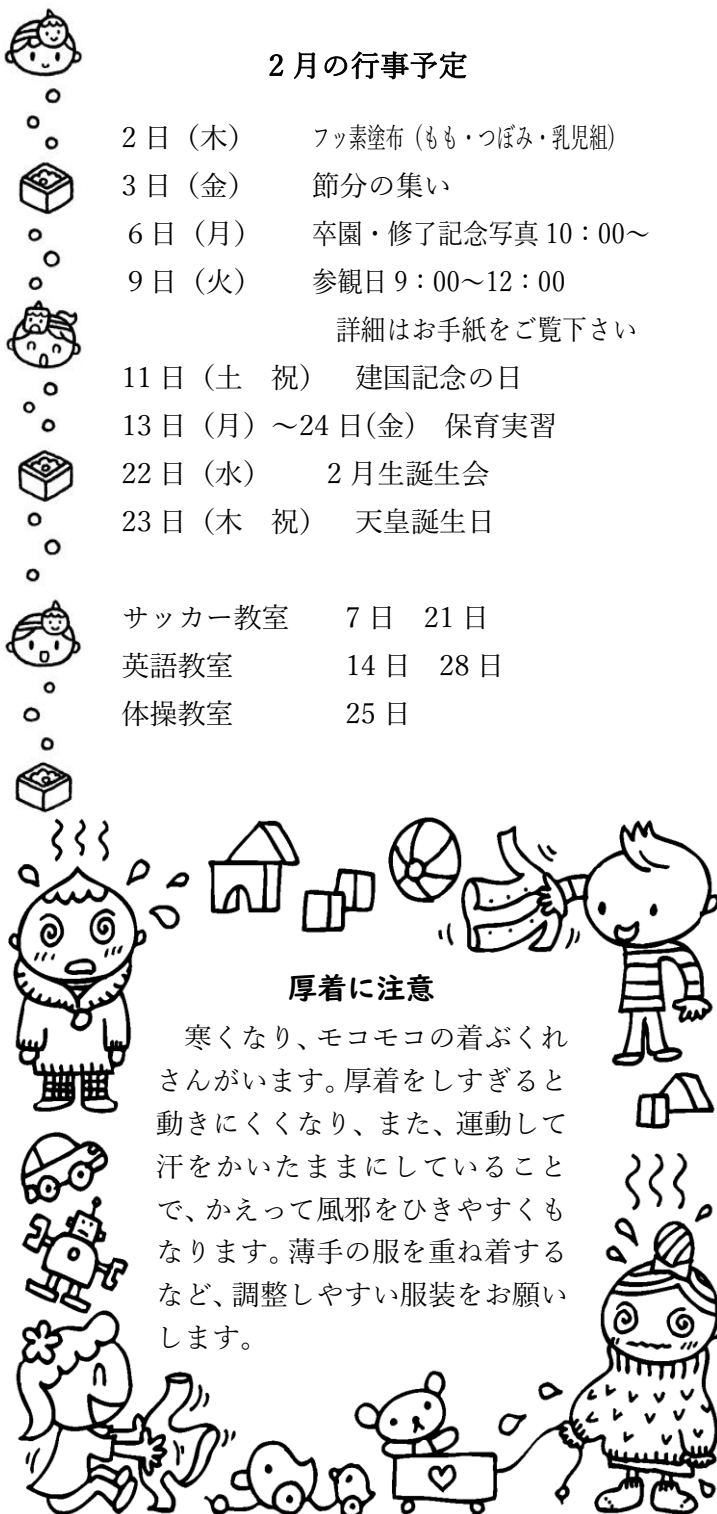 2月の行事予定
2日（木）　フッ素塗布（もも・つぼみ・乳児組）
3日（金）　節分の集い
6日（月）　卒園・修了記念写真 10：00～
9日（火）　参観日 9：00～12：00
詳細はお手紙をご覧下さい
11日（土　祝）　建国記念の日
13日（月）～24日(金)　保育実習
22日（水）　2月生誕生会
23日（木　祝）　天皇誕生日
サッカー教室　7日　21日
英語教室　14日　28日
体操教室　25日
厚着に注意
寒くなり、モコモコの着ぶくれ
さんがいます。厚着をしすぎると
動きにくくなり、また、運動して
汗をかいたままにしていること
で、かえって風邪をひきやすくも
なります。薄手の服を重ね着する
など、調整しやすい服装をお願い
します。